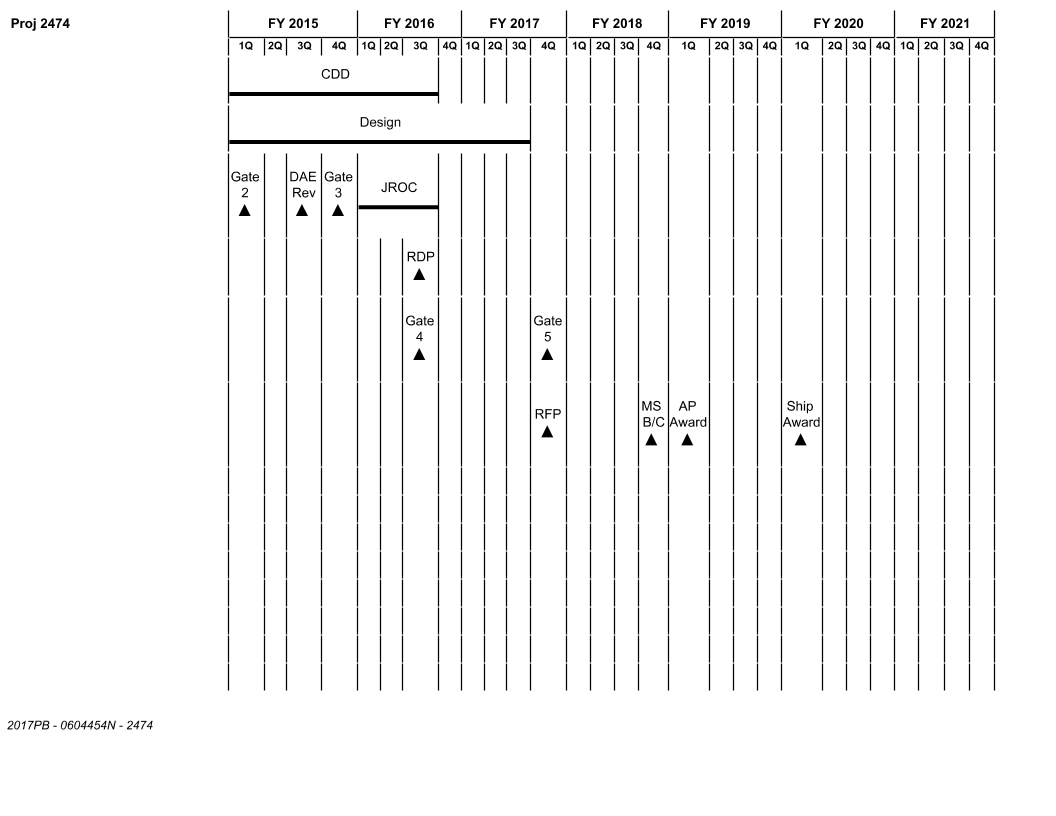 Proj 2474
FY 2015 FY 2016 FY 2017 FY 2018 FY 2019 FY 2020 FY 2021
1Q 2Q 3Q 4Q 1Q 2Q 3Q 4Q 1Q 2Q 3Q 4Q 1Q 2Q 3Q 4Q 1Q 2Q 3Q 4Q 1Q 2Q 3Q 4Q 1Q 2Q 3Q 4Q
CDD
Design
Gate 2
DAE Rev
Gate 3
JROC
RDP
Gate 4
Gate 5
RFP
MS B/C
AP Award
Ship Award
2017PB - 0604454N - 2474